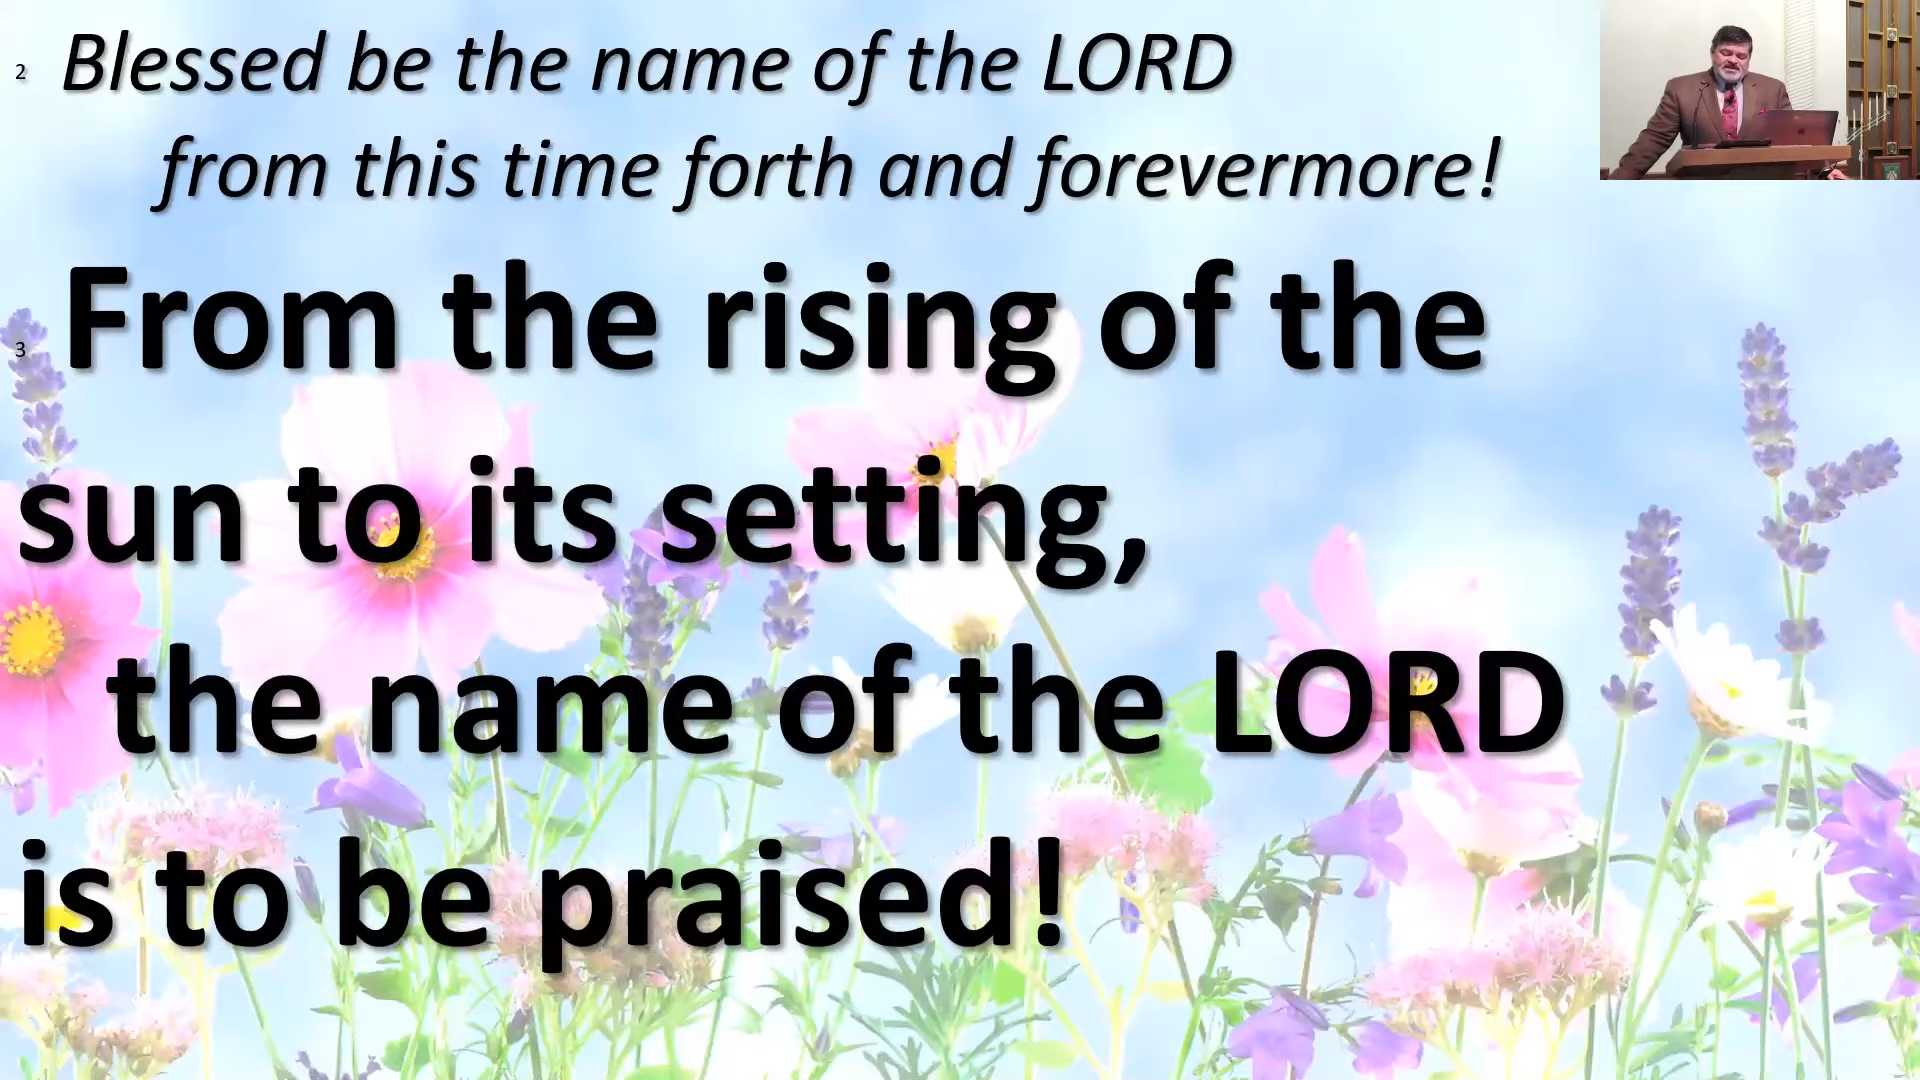 2 Blessed be the name of the LORD
from this time forth and forevermore!
3 From the rising of the
sun to its setting,
the name of the LORD
is to be praised!